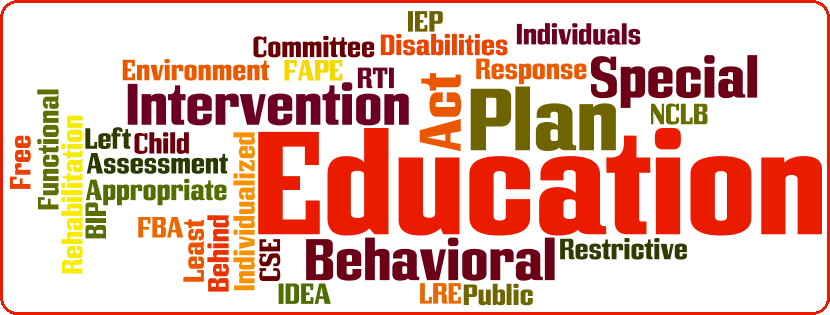 IEP
Individuals
Committee
Disabilities
Environment
FAPE
RTI
Response
Special
Intervention
Act
Plan
NCLB
Free
Functional
Rehabilitation
Left
Child
Assessment
Appropriate
BIP
Individualized
Education
FBA
Least
Behind
CSE
Behavioral
Restrictive
IDEA
LRE
Public